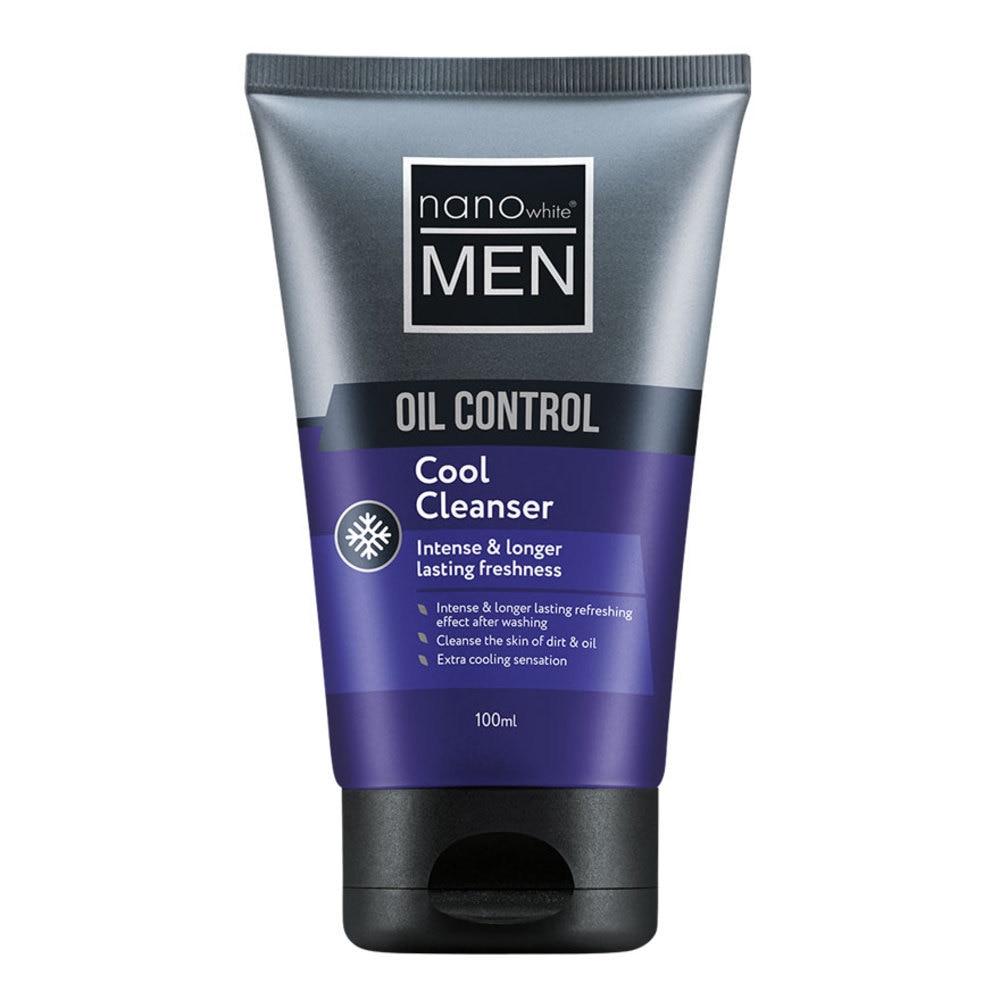 nano white®
MEN
OIL CONTROL
Cool
Cleanser
Intense & longer
lasting freshness
Intense & longer lasting refreshing
effect after washing
Cleanse the skin of dirt & oil
Extra cooling sensation
100ml